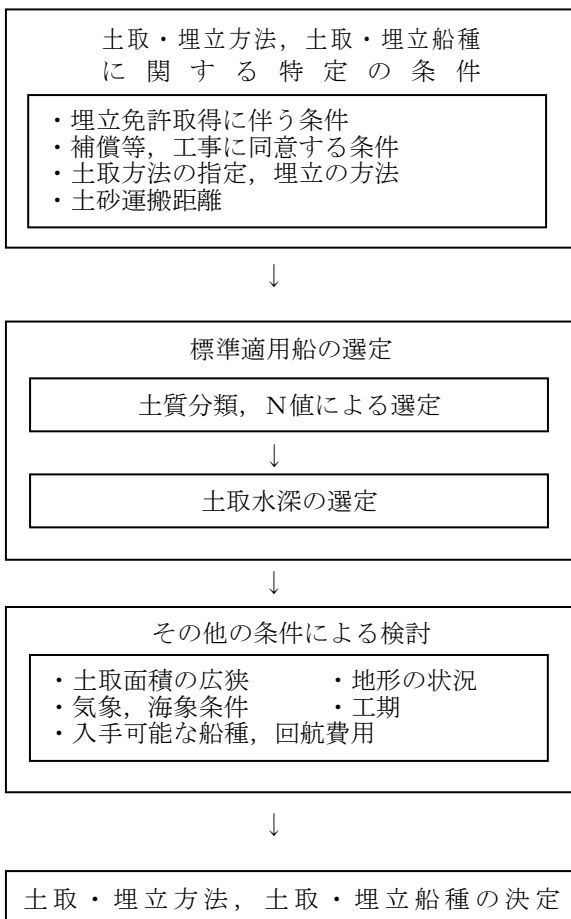 土取・埋立方法，土取・埋立船種
に関する特定の条件
・埋立免許取得に伴う条件
・補償等，工事に同意する条件
・土取方法の指定，埋立の方法
・土砂運搬距離
↓
標準適用船の選定
土質分類，Ｎ値による選定
↓
土取水深の選定
↓
その他の条件による検討
・土取面積の広狭 ・地形の状況
・気象，海象条件 ・工期
・入手可能な船種，回航費用
↓
土取・埋立方法，土取・埋立船種の決定